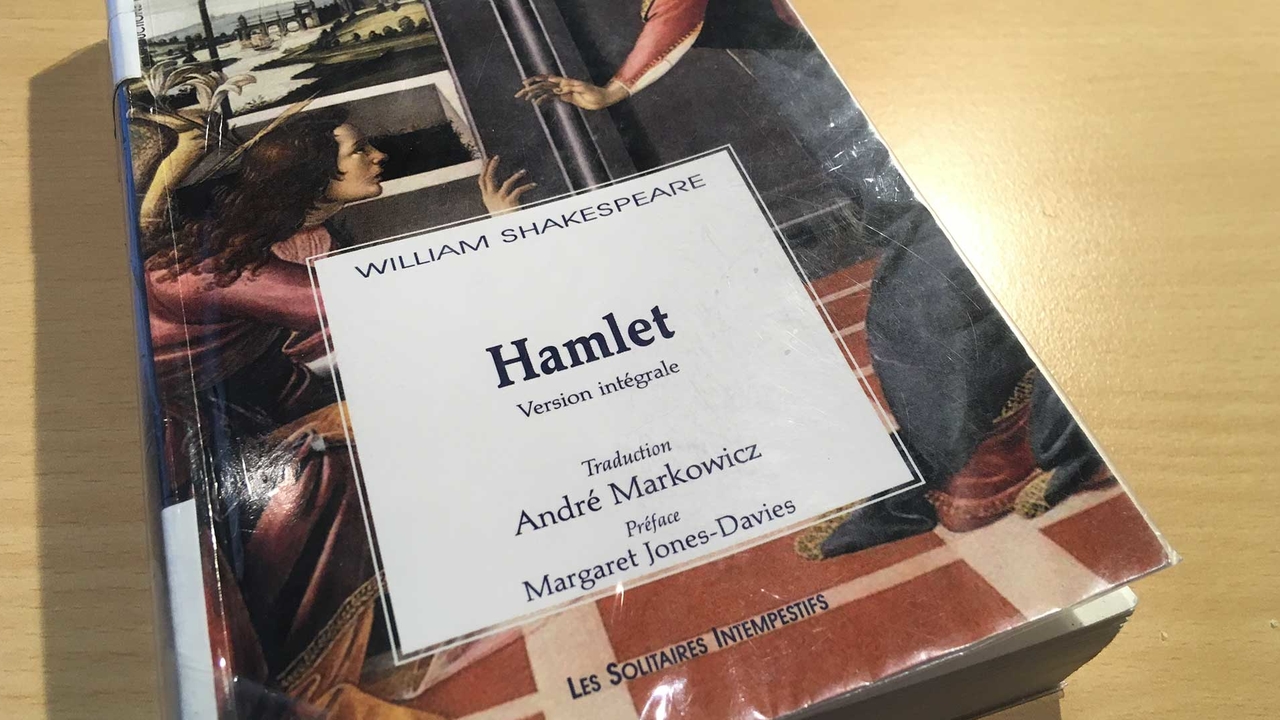 WILLIAM SHAKESPEARE
Hamlet
Version intégrale
Traduction
André Markowicz
Préface
Margaret Jones-Davies
LES SOLITAIRES INTEMPESTIFS